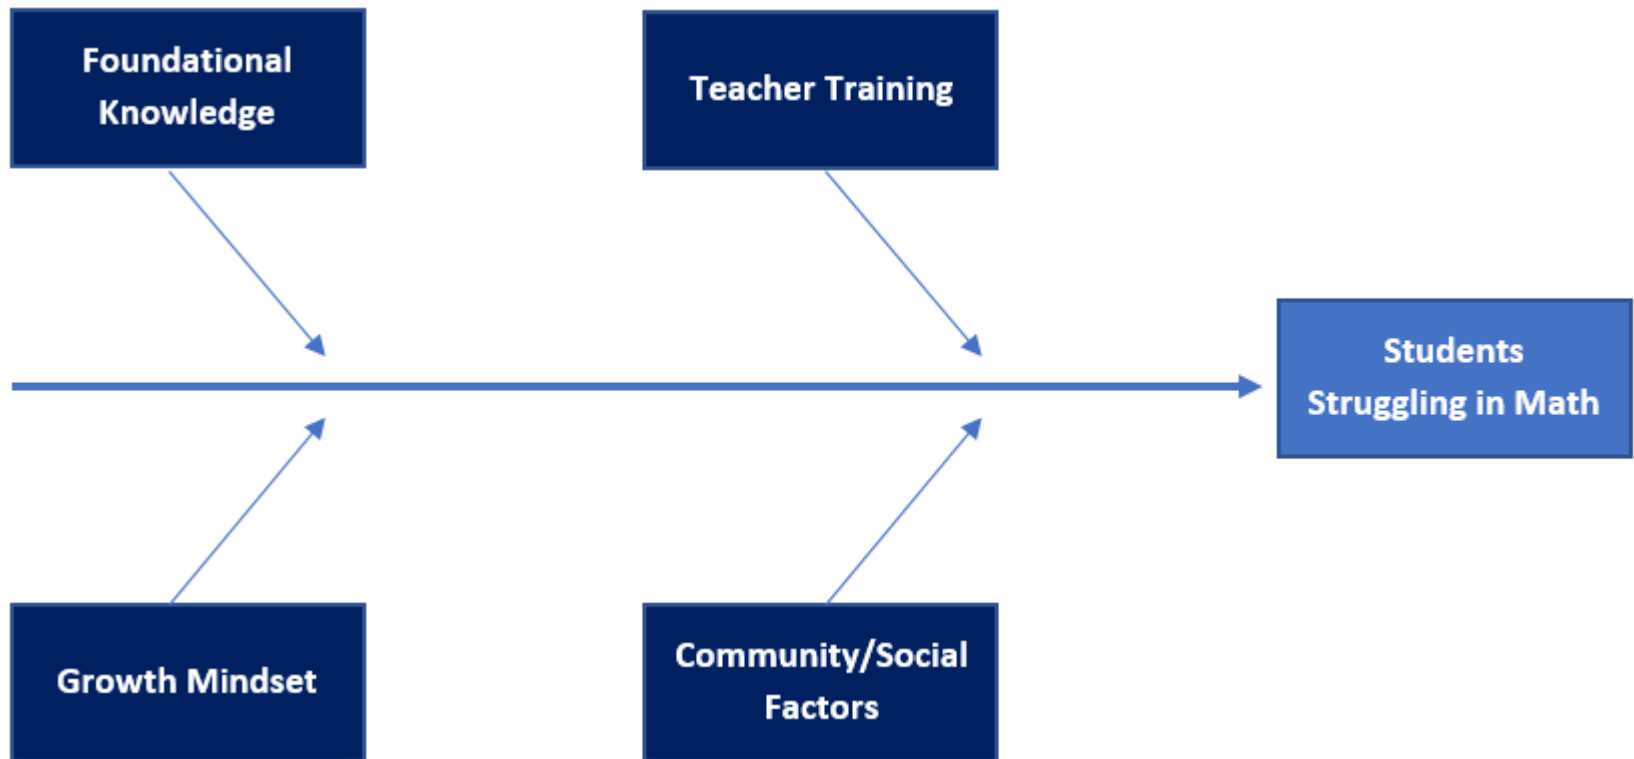 Foundational
Knowledge
Teacher Training
Students
Struggling in Math
Growth Mindset
Community/Social
Factors